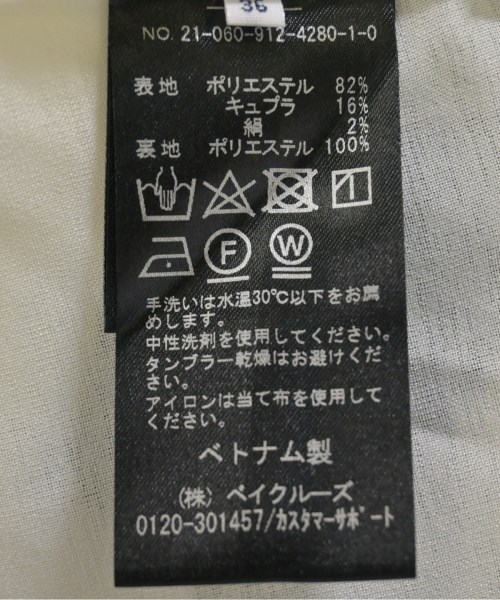 36
NO. 21-060-912-4280-1-0
表地 ポリエステル 82%
キュプラ 16%
絹 2%
裏地 ポリエステル 100%
F W
手洗いは水温30℃以下をお薦
めします。
中性洗剤を使用してください。
タンブラー乾燥はお避けくだ
さい。
アイロンは当て布を使用して
ください。
ベトナム製
(株) ベイクルーズ
0120-301457/ｶｽﾀﾏｰｻﾎﾟｰﾄ